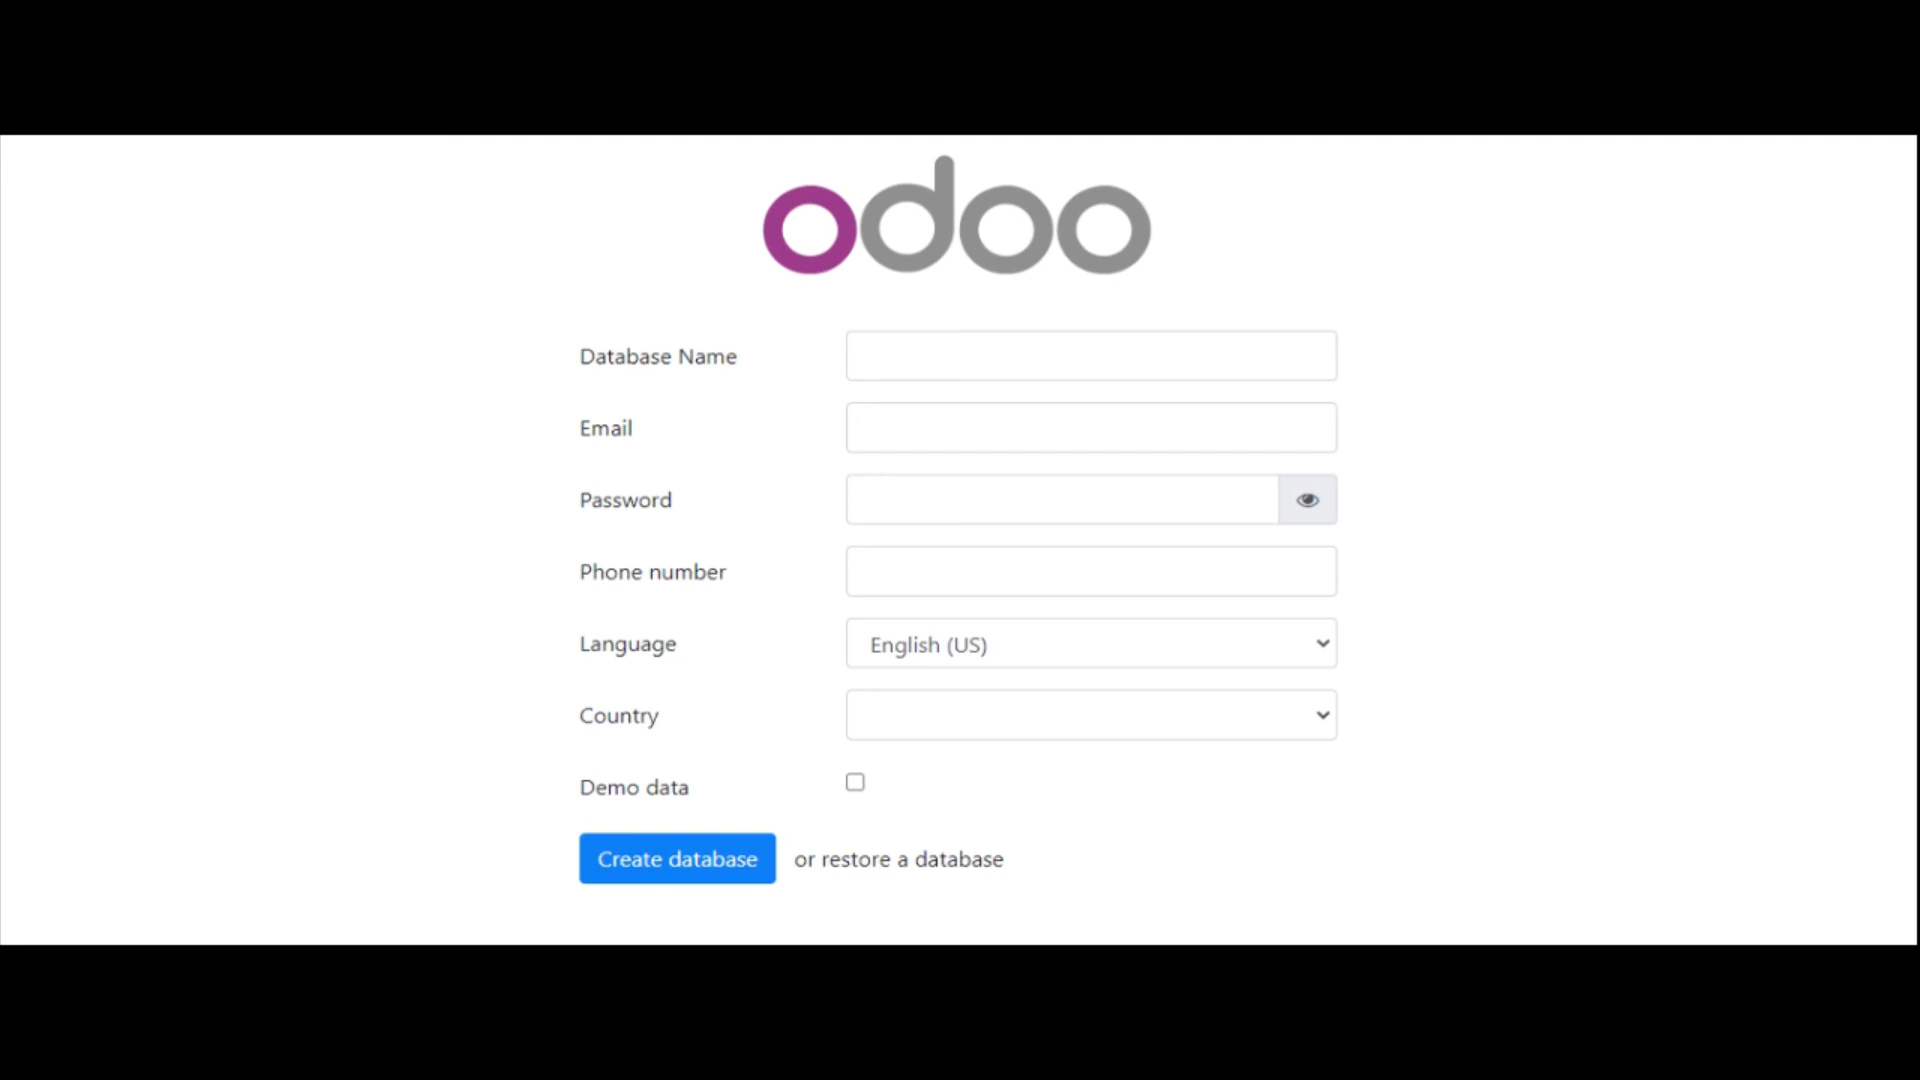 odoo
Database Name
Email
Password
Phone number
Language English (US)
Country
Demo data
Create database or restore a database